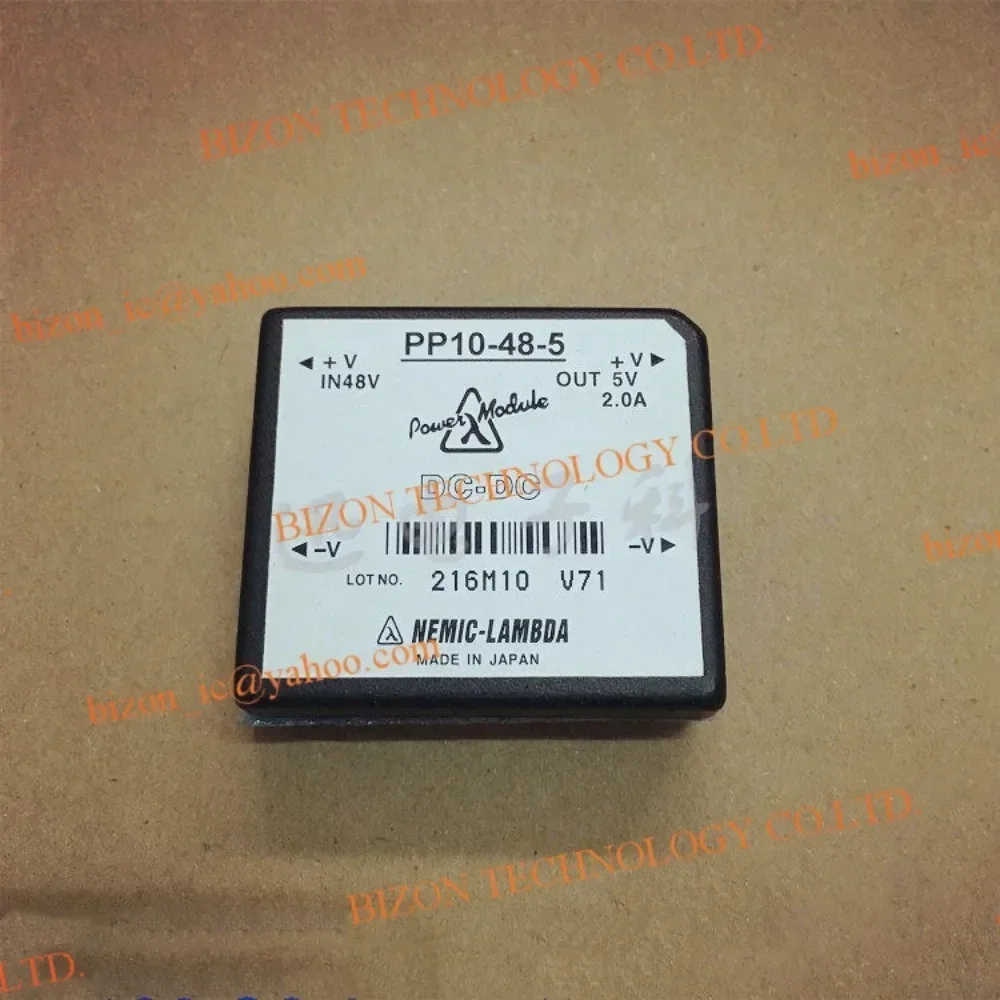 BIZON TECHNOLOGY CO.LTD.
bizon_ic@yahoo.com
PP10-48-5
+V
IN48V
+V
OUT 5V
2.0A
Power λ Module
DC-DC
BIZON TECHNOLOGY CO.LTD.
-V
-V
LOT NO. 216M10 V71
NEMIC-LAMBDA
MADE IN JAPAN
bizon_ic@yahoo.com
BIZON TECHNOLOGY CO.LTD.
LTD.